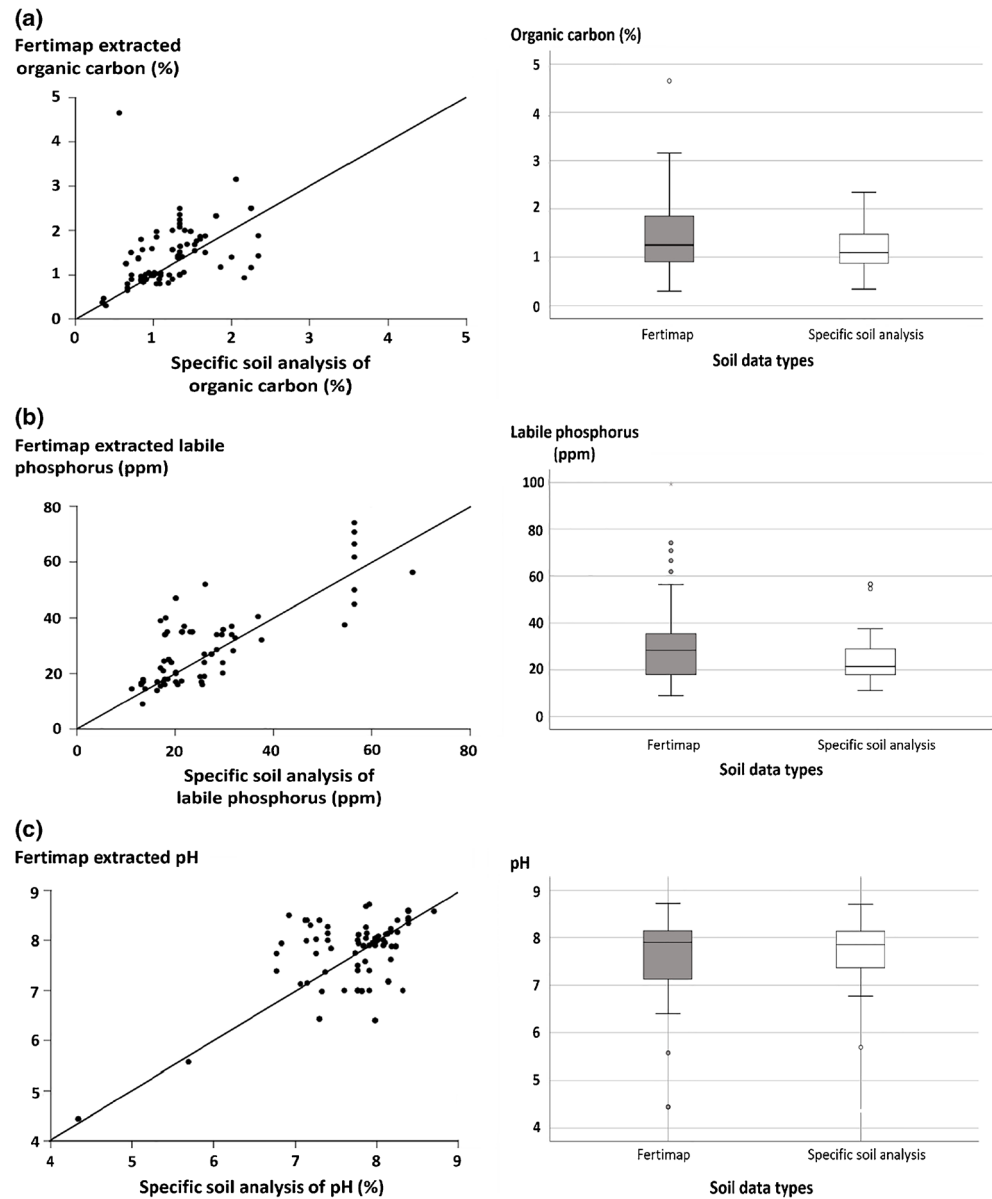 (a)
Fertimap extracted
organic carbon (%)
5
4
3
2
1
0
0 1 2 3 4 5
Specific soil analysis of
organic carbon (%)
Organic carbon (%)
5
4
3
2
1
0
Fertimap Specific soil analysis
Soil data types
(b)
Fertimap extracted labile
phosphorus (ppm)
80
60
40
20
0
0 20 40 60 80
Specific soil analysis of
labile phosphorus (ppm)
Labile phosphorus
(ppm)
100
80
60
40
20
0
Fertimap Specific soil analysis
Soil data types
(c)
Fertimap extracted pH
9
8
7
6
5
4
4 5 6 7 8 9
Specific soil analysis of pH (%)
pH
9
8
7
6
5
4
Fertimap Specific soil analysis
Soil data types